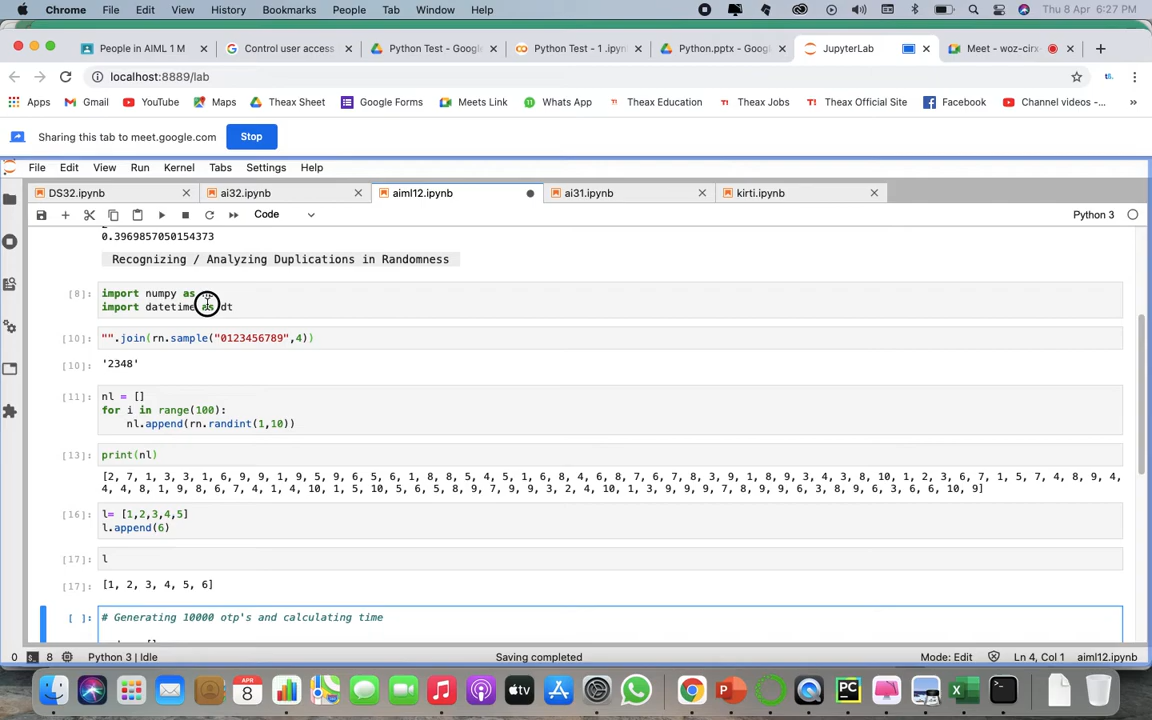 Chrome File Edit View History Bookmarks People Tab Window Help Thu 8 Apr 6:27 PM
People in AIML 1 M Control user access Python Test - Googl Python Test - 1 .ipyn Python.pptx - Googl JupyterLab Meet - woz-cirx-
localhost:8889/lab
Apps Gmail YouTube Maps Theax Sheet Google Forms Meets Link Whats App Theax Education Theax Jobs Theax Official Site Facebook Channel videos -...
Sharing this tab to meet.google.com Stop
File Edit View Run Kernel Tabs Settings Help
DS32.ipynb ai32.ipynb aiml12.ipynb ai31.ipynb kirti.ipynb
Code Python 3
0.3969857050154373
Recognizing / Analyzing Duplications in Randomness
[8]: import numpy as
import datetime as dt
[10]: "".join(rn.sample("0123456789",4))
[10]: '2348'
[11]: nl = []
for i in range(100):
nl.append(rn.randint(1,10))
[13]: print(nl)
[2, 7, 1, 3, 3, 1, 6, 9, 9, 1, 9, 5, 9, 6, 5, 6, 1, 8, 8, 5, 4, 5, 1, 6, 8, 4, 6, 8, 7, 6, 7, 8, 3, 9, 1, 8, 9, 3, 4, 3, 8, 10, 1, 2, 3, 6, 7, 1, 5, 7, 4, 8, 9, 4,
4, 4, 8, 1, 9, 8, 6, 7, 4, 1, 4, 10, 1, 5, 10, 5, 6, 5, 8, 9, 7, 9, 9, 3, 2, 4, 10, 1, 3, 9, 9, 9, 7, 8, 9, 9, 6, 3, 8, 9, 6, 3, 6, 6, 10, 9]
[16]: l= [1,2,3,4,5]
l.append(6)
[17]: l
[17]: [1, 2, 3, 4, 5, 6]
[ ]: # Generating 10000 otp's and calculating time
0 8 Python 3 | Idle Saving completed Mode: Edit Ln 4, Col 1 aiml12.ipynb
APR
8
tv
PC